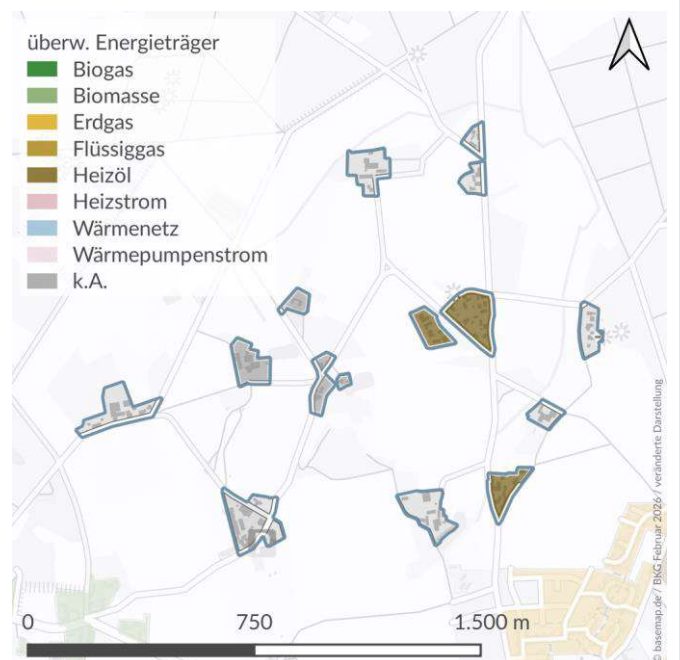 überw. Energieträger
Biogas
Biomasse
Erdgas
Flüssiggas
Heizöl
Heizstrom
Wärmenetz
Wärmepumpenstrom
k.A.
0 750 1.500 m
© basemap.de / BKG Februar 2026 / veränderte Darstellung